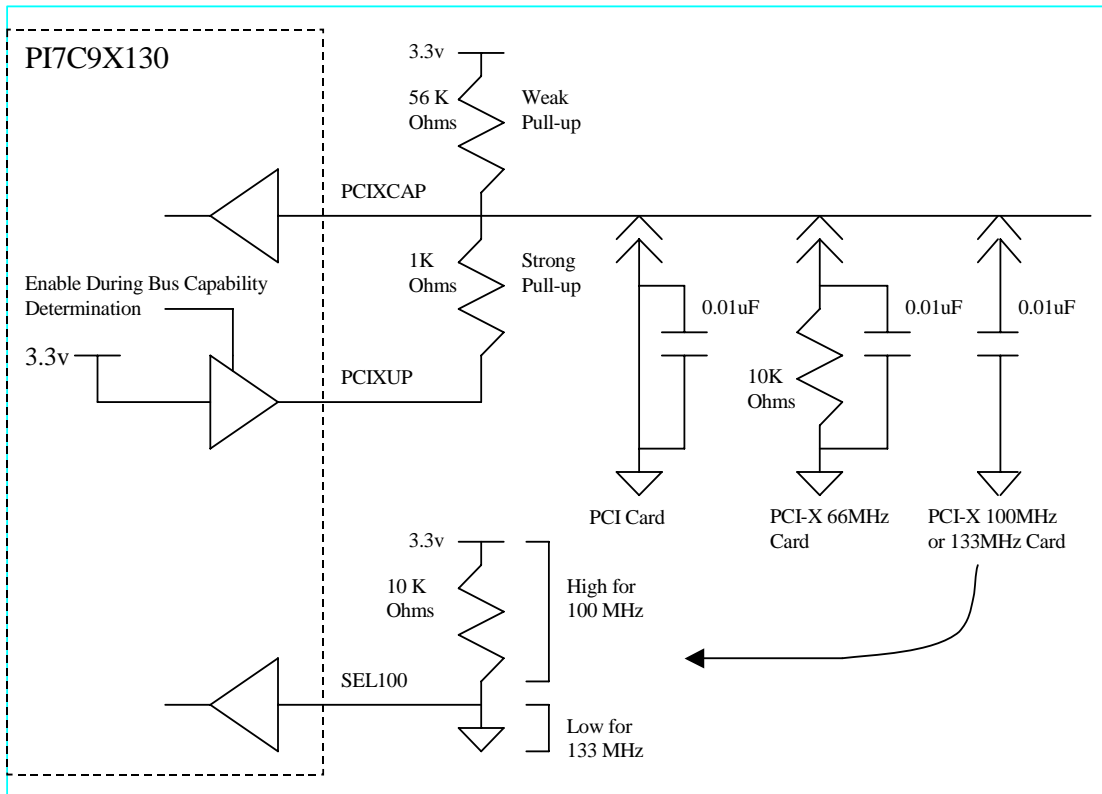 PI7C9X130
3.3v
56 K
Ohms
Weak
Pull-up
PCIXCAP
1K
Ohms
Strong
Pull-up
Enable During Bus Capability
Determination
3.3v
PCIXUP
0.01uF
0.01uF
0.01uF
10K
Ohms
PCI Card
PCI-X 66MHz
Card
PCI-X 100MHz
or 133MHz Card
3.3v
10 K
Ohms
High for
100 MHz
SEL100
Low for
133 MHz